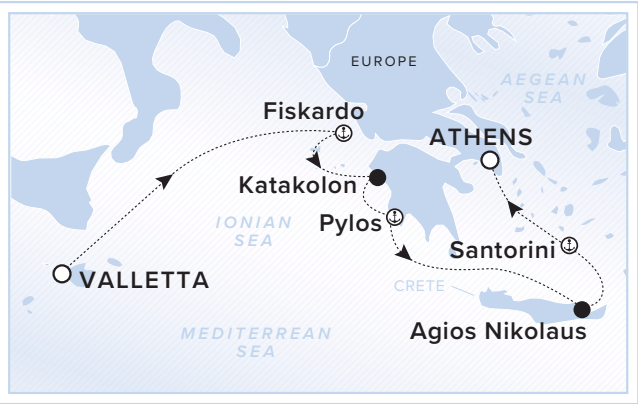 EUROPE
AEGEAN
SEA
Fiskardo
ATHENS
Katakolon
IONIAN
SEA
Pylos
Santorini
VALLETTA
CRETE
Agios Nikolaus
MEDITERREAN
SEA